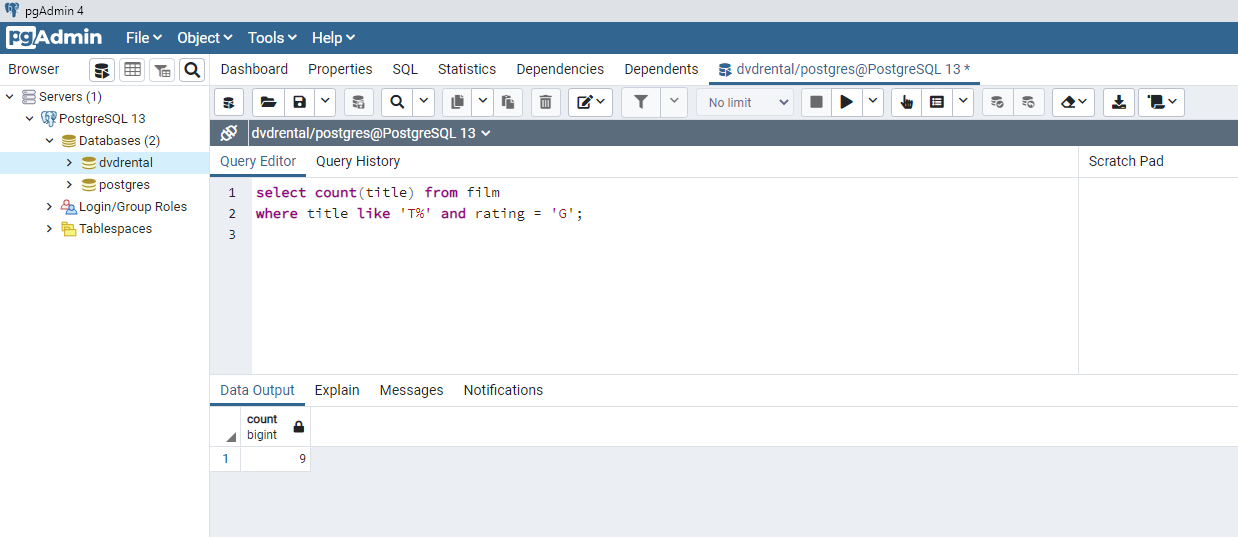 pgAdmin 4
pgAdmin File Object Tools Help
Browser Dashboard Properties SQL Statistics Dependencies Dependents dvdrental/postgres@PostgreSQL 13 *
Servers (1)
PostgreSQL 13
Databases (2)
dvdrental
postgres
Login/Group Roles
Tablespaces
No limit
dvdrental/postgres@PostgreSQL 13
Query Editor Query History Scratch Pad
1 select count(title) from film
2 where title like 'T%' and rating = 'G';
3
Data Output Explain Messages Notifications
count
bigint
1 9